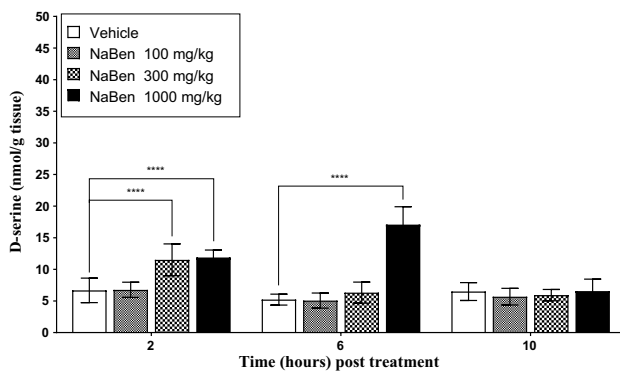 50
45
40
35
30
25
20
15
10
5
0
D-serine (nmol/g tissue)
Vehicle
NaBen 100 mg/kg
NaBen 300 mg/kg
NaBen 1000 mg/kg
****
****
****
2
6
10
Time (hours) post treatment